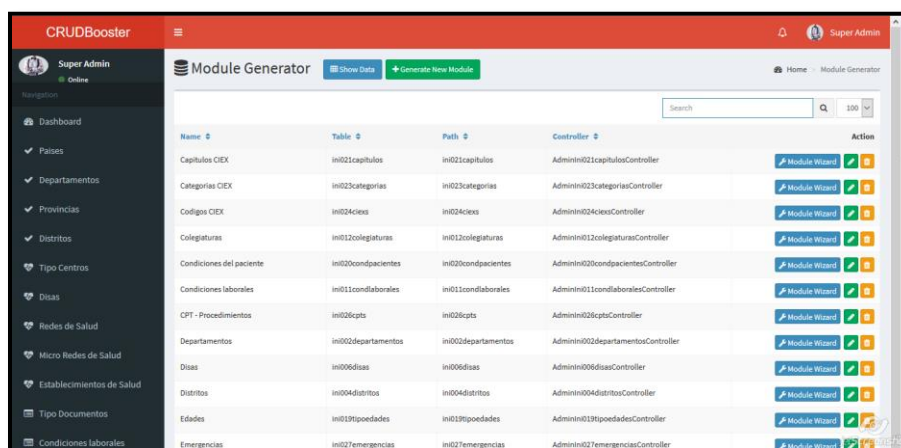 CRUDBooster
Super Admin
Super Admin
Online
Module Generator
Show Data
Generate New Module
Home
Module Generator
Navigation
Search
100
Dashboard
Name Table Path Controller Action
Paises
Capitulos CIEX ini021capitulos ini021capitulos AdminIni021capitulosController Module Wizard
Departamentos
Categorias CIEX ini023categorias ini023categorias AdminIni023categoriasController Module Wizard
Provincias
Codigos CIEX ini024ciexs ini024ciexs AdminIni024ciexsController Module Wizard
Distritos
Colegiaturas ini012colegiaturas ini012colegiaturas AdminIni012colegiaturasController Module Wizard
Tipo Centros
Condiciones del paciente ini020condpacientes ini020condpacientes AdminIni020condpacientesController Module Wizard
Disas
Condiciones laborales ini011condlaborales ini011condlaborales AdminIni011condlaboralesController Module Wizard
Redes de Salud
CPT - Procedimientos ini026cpts ini026cpts AdminIni026cptsController Module Wizard
Micro Redes de Salud
Departamentos ini002departamentos ini002departamentos AdminIni002departamentosController Module Wizard
Disas ini006disas ini006disas AdminIni006disasController Module Wizard
Establecimientos de Salud
Distritos ini004distritos ini004distritos AdminIni004distritosController Module Wizard
Tipo Documentos
Edades ini019tipoedades ini019tipoedades AdminIni019tipoedadesController Module Wizard
Condiciones laborales
Emergencias ini027emergencias ini027emergencias AdminIni027emergenciasController Module Wizard